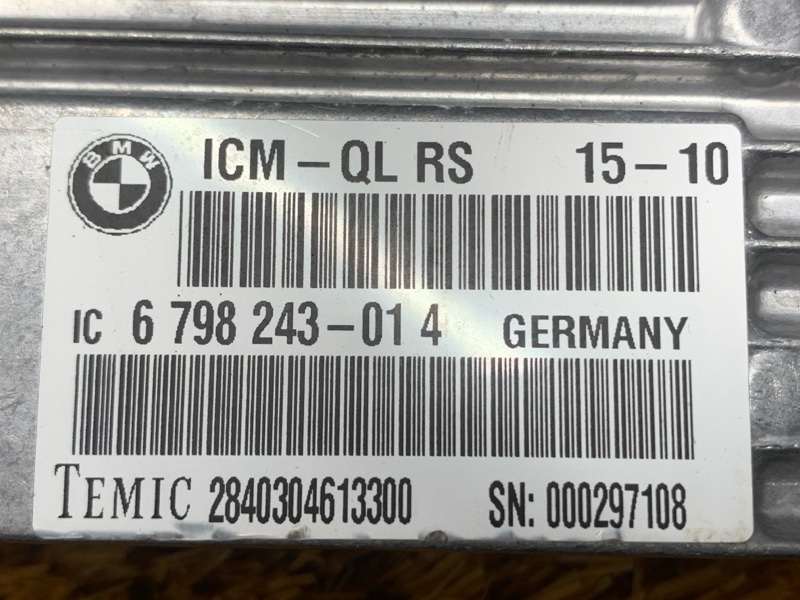 BMW
ICM – QL RS 15 – 10
IC 6 798 243 – 01 4 GERMANY
TEMIC 2840304613300 SN: 000297108